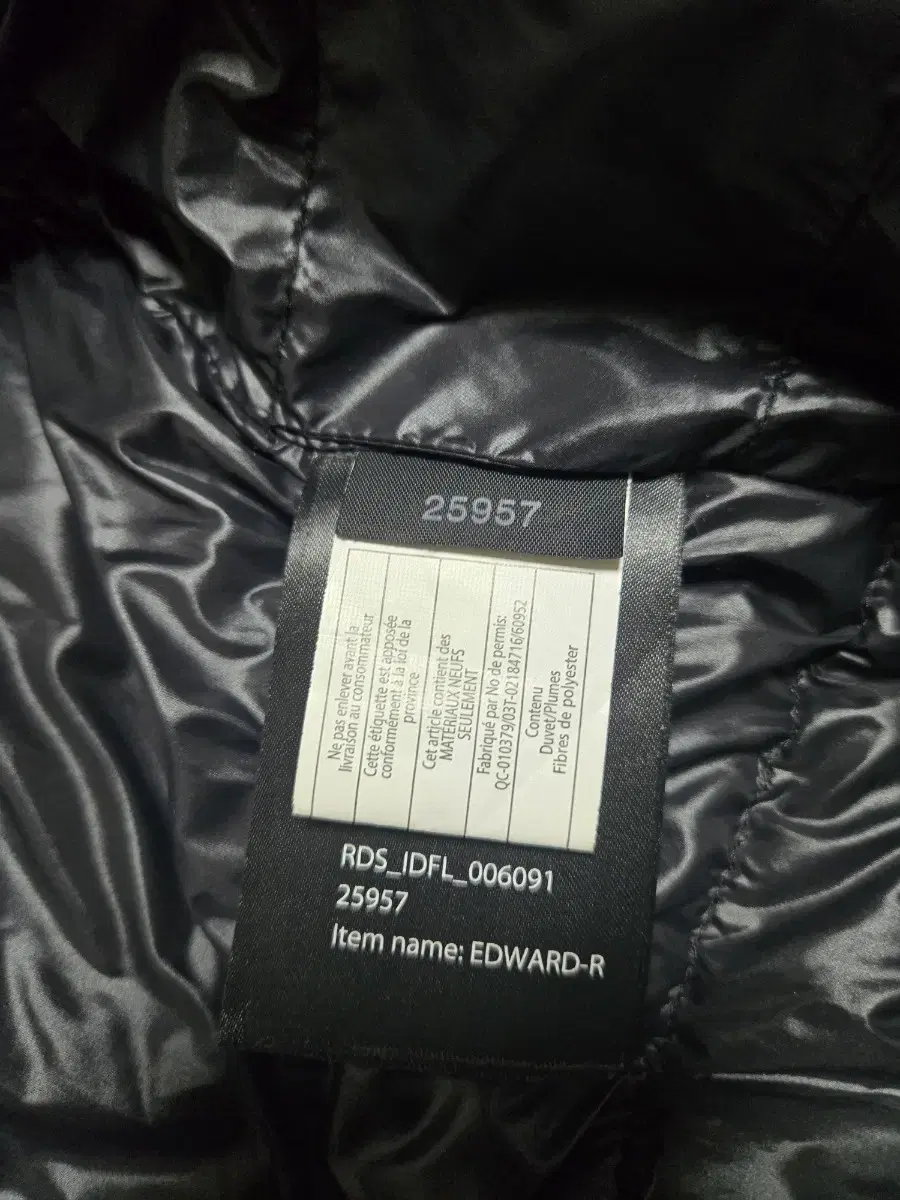 25957
Ne pas enlever avant la
livraison au consommateur
Cette étiquette est apposée
conformément à la loi de la
province
Cet article contient des
MATERIAUX NEUFS
SEULEMENT
Fabriqué par No de permis:
QC-010379/03T-02184716/60952
Contenu
Duvet/Plumes
Fibres de polyester
RDS_IDFL_006091
25957
Item name: EDWARD-R